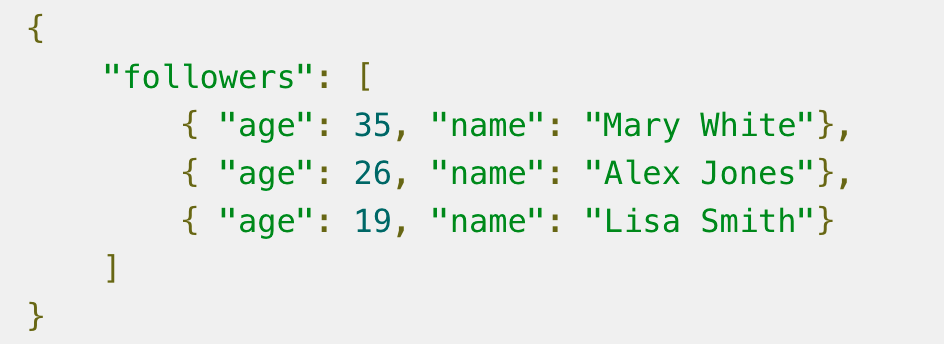 {
    "followers": [
        { "age": 35, "name": "Mary White"},
        { "age": 26, "name": "Alex Jones"},
        { "age": 19, "name": "Lisa Smith"}
    ]
}